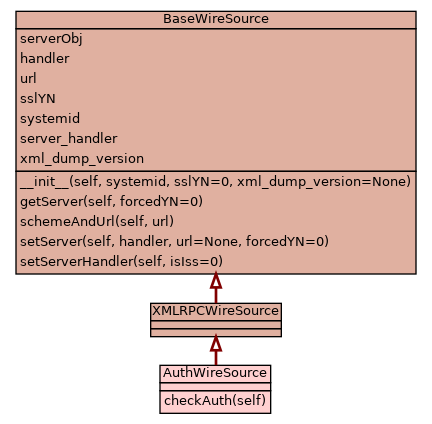 BaseWireSource
serverObj
handler
url
sslYN
systemid
server_handler
xml_dump_version
__init__(self, systemid, sslYN=0, xml_dump_version=None)
getServer(self, forcedYN=0)
schemeAndUrl(self, url)
setServer(self, handler, url=None, forcedYN=0)
setServerHandler(self, isIss=0)
XMLRPCWireSource
AuthWireSource
checkAuth(self)